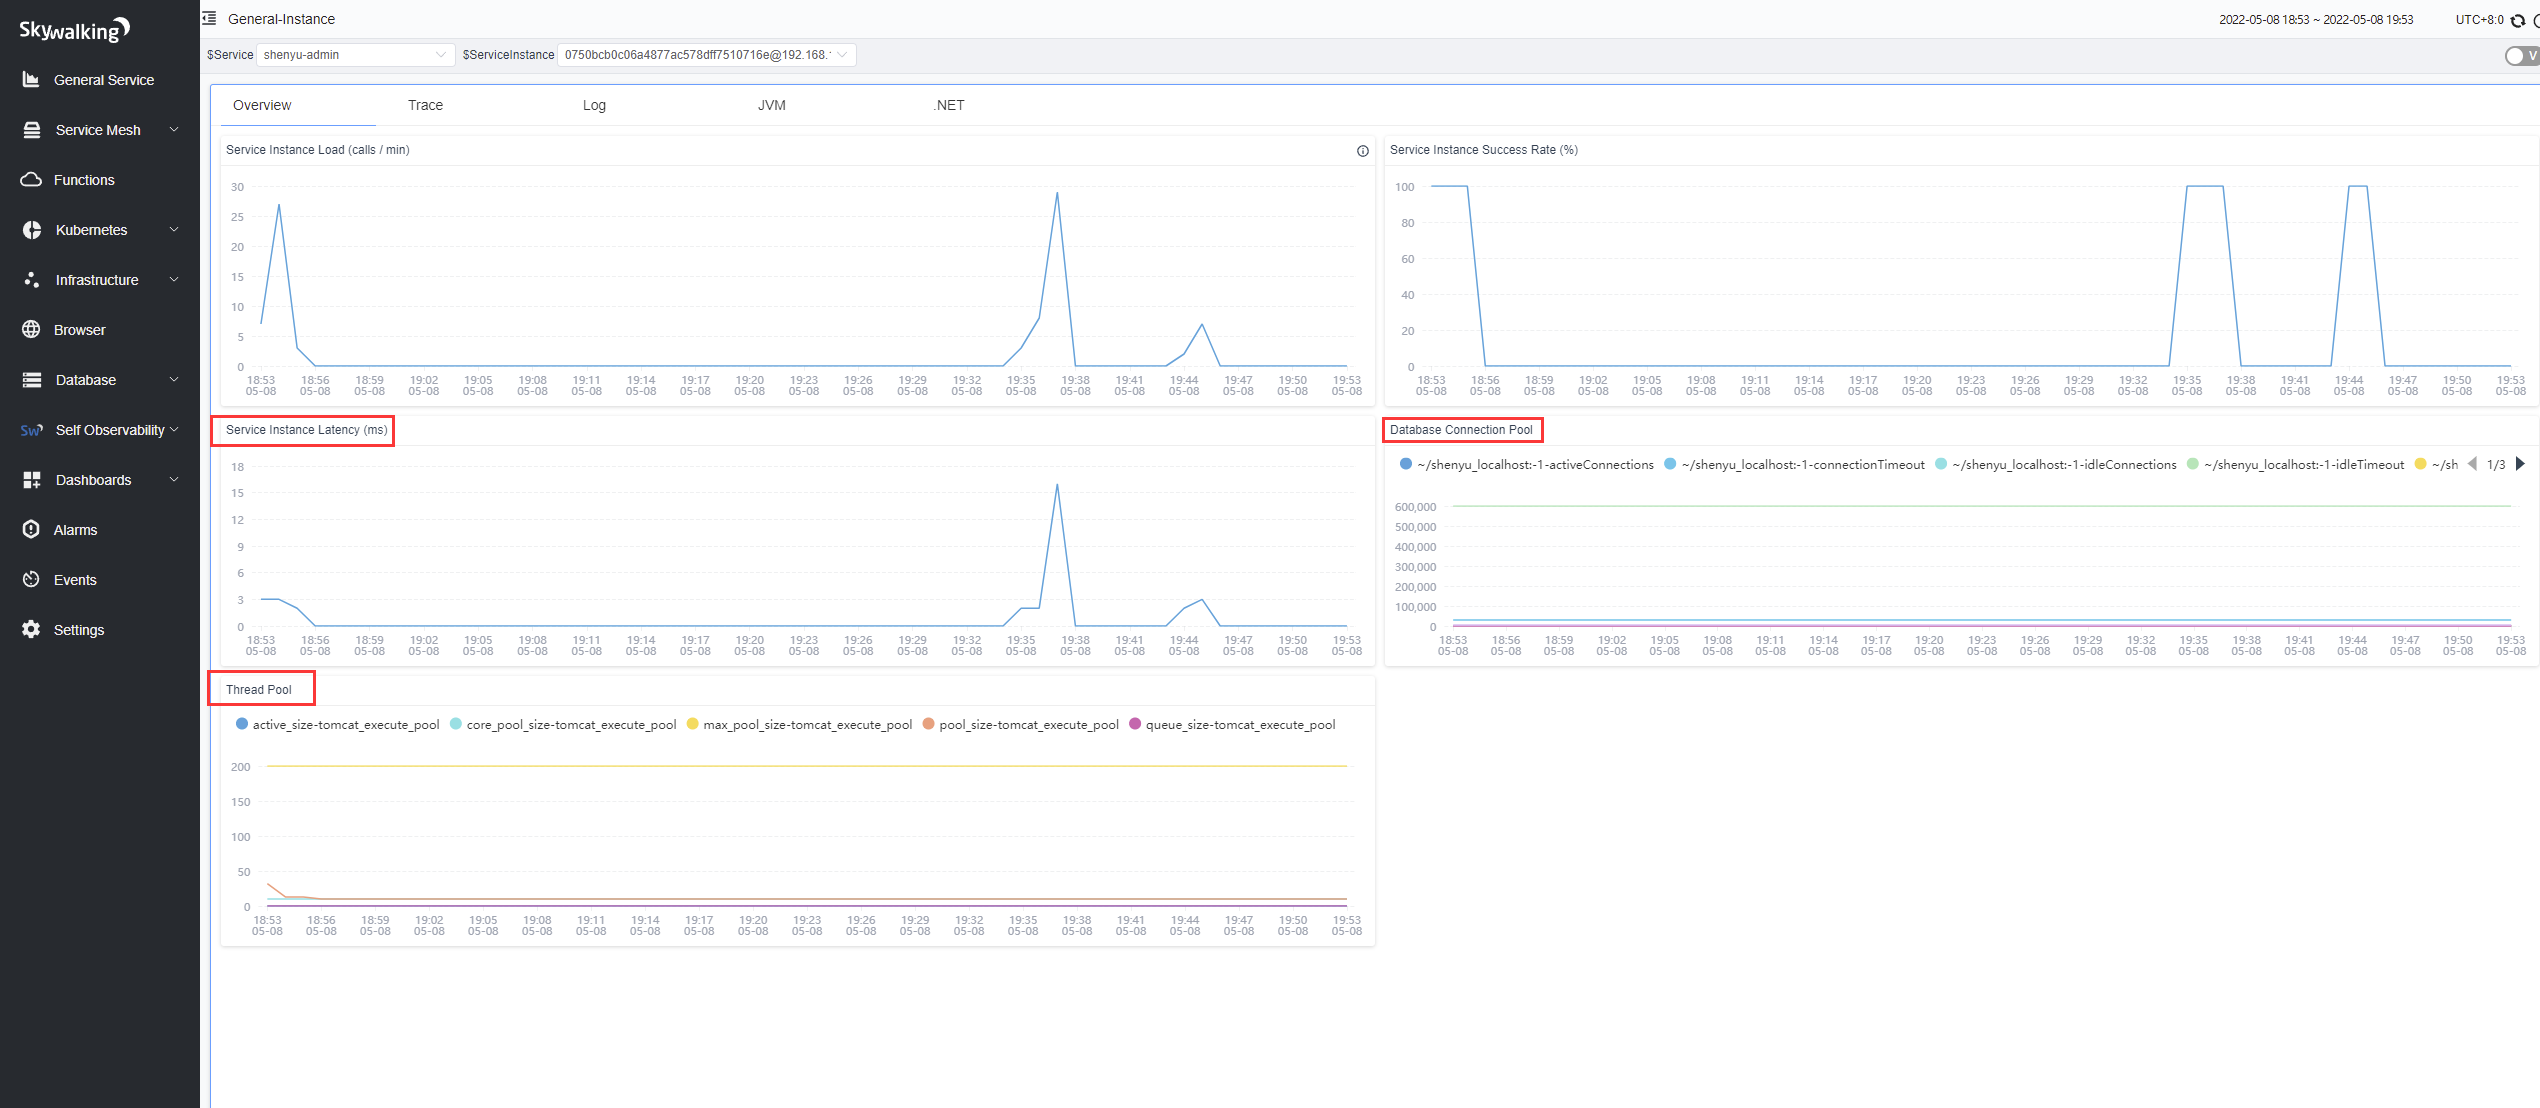 Skywalking
General-Instance
2022-05-08 18:53 ~ 2022-05-08 19:53
UTC+8:0
$Service
shenyu-admin
$ServiceInstance
0750bcb0c06a4877ac578dff7510716e@192.168.
V
General Service
Service Mesh
Functions
Kubernetes
Infrastructure
Browser
Database
Sw Self Observability
Dashboards
Alarms
Events
Settings
Overview Trace Log JVM .NET
Service Instance Load (calls / min)
30
25
20
15
10
5
0
18:53 18:56 18:59 19:02 19:05 19:08 19:11 19:14 19:17 19:20 19:23 19:26 19:29 19:32 19:35 19:38 19:41 19:44 19:47 19:50 19:53
05-08 05-08 05-08 05-08 05-08 05-08 05-08 05-08 05-08 05-08 05-08 05-08 05-08 05-08 05-08 05-08 05-08 05-08 05-08 05-08 05-08
Service Instance Success Rate (%)
100
80
60
40
20
0
18:53 18:56 18:59 19:02 19:05 19:08 19:11 19:14 19:17 19:20 19:23 19:26 19:29 19:32 19:35 19:38 19:41 19:44 19:47 19:50 19:53
05-08 05-08 05-08 05-08 05-08 05-08 05-08 05-08 05-08 05-08 05-08 05-08 05-08 05-08 05-08 05-08 05-08 05-08 05-08 05-08 05-08
Service Instance Latency (ms)
18
15
12
9
6
3
0
18:53 18:56 18:59 19:02 19:05 19:08 19:11 19:14 19:17 19:20 19:23 19:26 19:29 19:32 19:35 19:38 19:41 19:44 19:47 19:50 19:53
05-08 05-08 05-08 05-08 05-08 05-08 05-08 05-08 05-08 05-08 05-08 05-08 05-08 05-08 05-08 05-08 05-08 05-08 05-08 05-08 05-08
Database Connection Pool
~/shenyu_localhost:-1-activeConnections ~/shenyu_localhost:-1-connectionTimeout ~/shenyu_localhost:-1-idleConnections ~/shenyu_localhost:-1-idleTimeout ~/sh 1/3
600,000
500,000
400,000
300,000
200,000
100,000
0
18:53 18:56 18:59 19:02 19:05 19:08 19:11 19:14 19:17 19:20 19:23 19:26 19:29 19:32 19:35 19:38 19:41 19:44 19:47 19:50 19:53
05-08 05-08 05-08 05-08 05-08 05-08 05-08 05-08 05-08 05-08 05-08 05-08 05-08 05-08 05-08 05-08 05-08 05-08 05-08 05-08 05-08
Thread Pool
active_size-tomcat_execute_pool core_pool_size-tomcat_execute_pool max_pool_size-tomcat_execute_pool pool_size-tomcat_execute_pool queue_size-tomcat_execute_pool
200
150
100
50
0
18:53 18:56 18:59 19:02 19:05 19:08 19:11 19:14 19:17 19:20 19:23 19:26 19:29 19:32 19:35 19:38 19:41 19:44 19:47 19:50 19:53
05-08 05-08 05-08 05-08 05-08 05-08 05-08 05-08 05-08 05-08 05-08 05-08 05-08 05-08 05-08 05-08 05-08 05-08 05-08 05-08 05-08